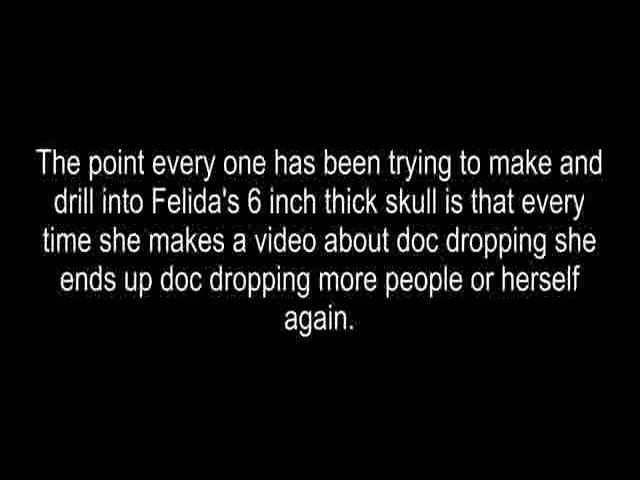 The point every one has been trying to make and
drill into Felida's 6 inch thick skull is that every
time she makes a video about doc dropping she
ends up doc dropping more people or herself
again.